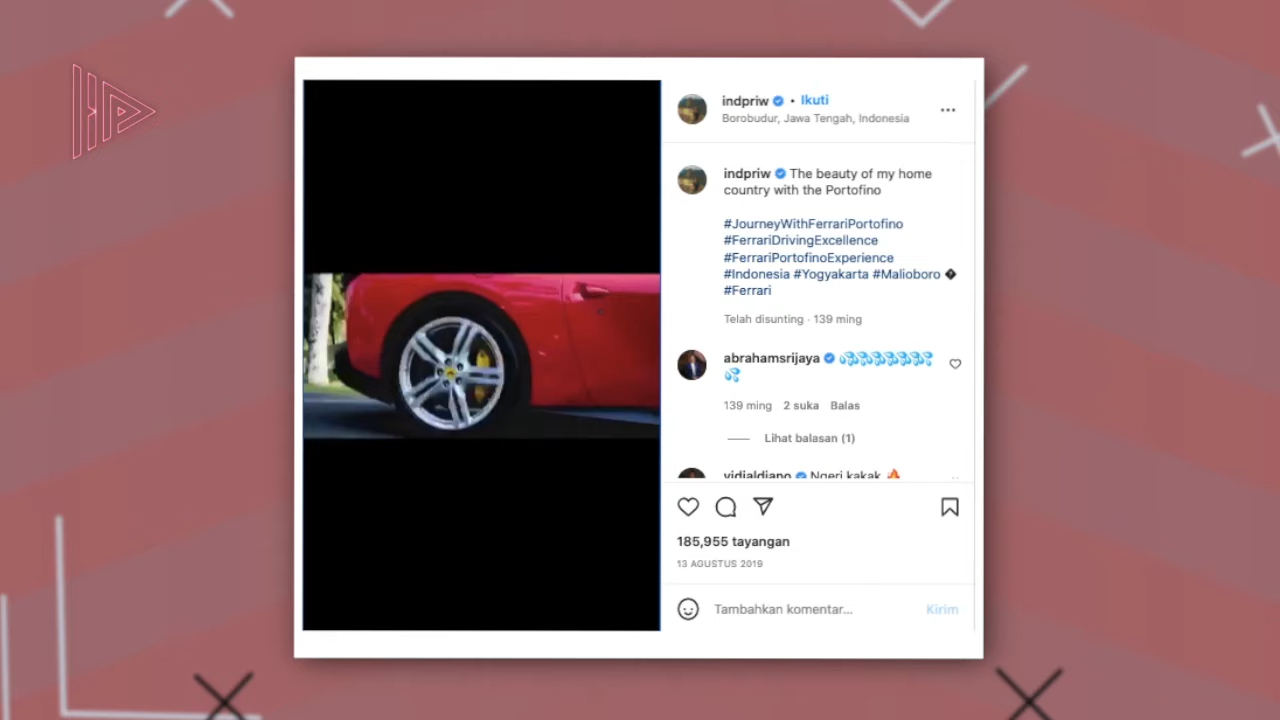 indpriw • Ikuti
Borobudur, Jawa Tengah, Indonesia
indpriw The beauty of my home
country with the Portofino
#JourneyWithFerrariPortofino
#FerrariDrivingExcellence
#FerrariPortofinoExperience
#Indonesia #Yogyakarta #Malioboro
#Ferrari
Telah disunting · 139 ming
abrahamsrijaya 💦💦💦💦💦💦💦
💦
139 ming 2 suka Balas
Lihat balasan (1)
vidialdiano Ngeri kakak 🔥
185,955 tayangan
13 AGUSTUS 2019
Tambahkan komentar... Kirim